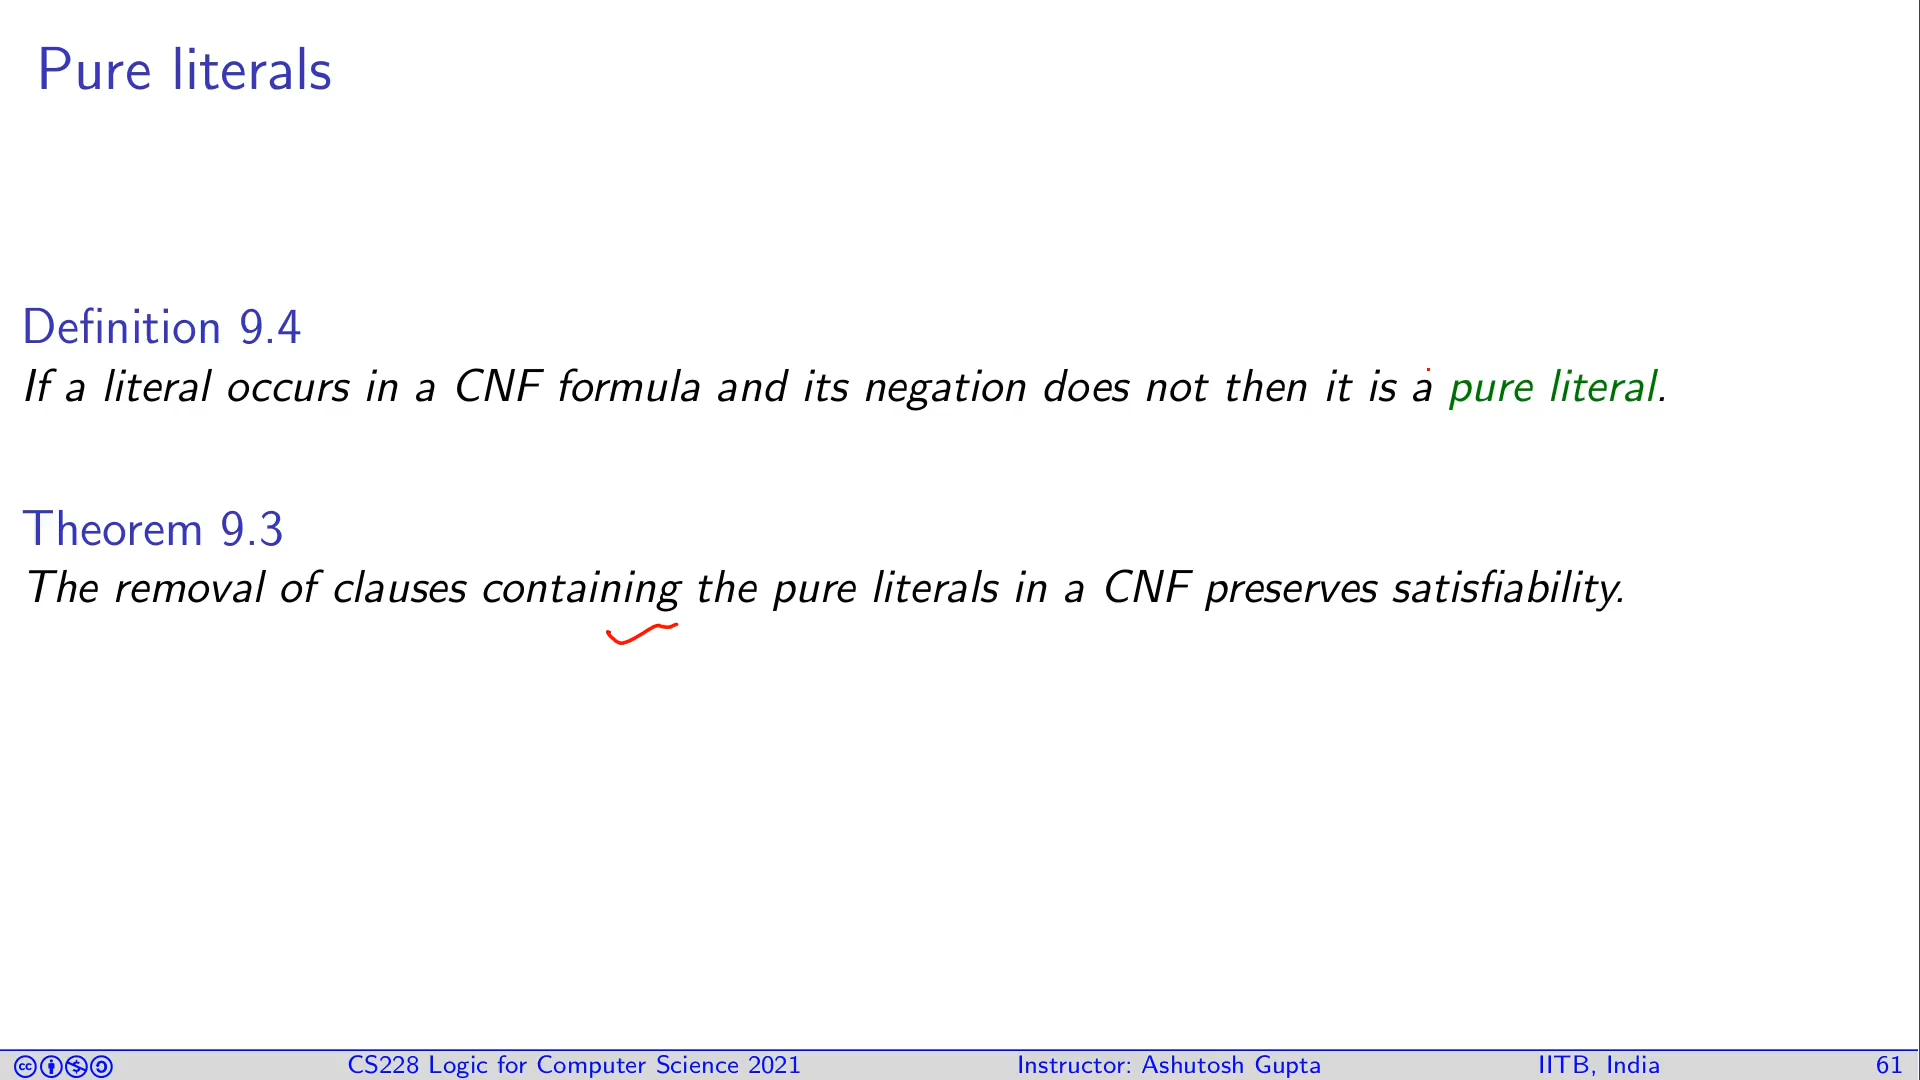 Pure literals
Definition 9.4
If a literal occurs in a CNF formula and its negation does not then it is a pure literal.
Theorem 9.3
The removal of clauses containing the pure literals in a CNF preserves satisfiability.
CS228 Logic for Computer Science 2021 Instructor: Ashutosh Gupta IITB, India 61